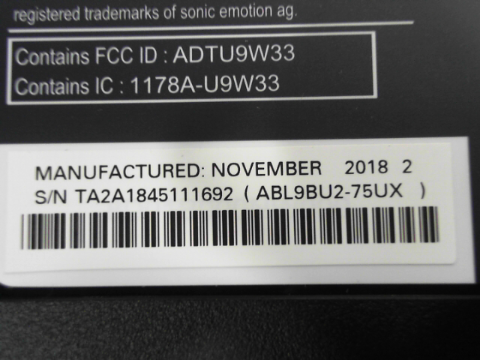 registered trademarks of sonic emotion ag.
Contains FCC ID : ADTU9W33
Contains IC : 1178A-U9W33
MANUFACTURED: NOVEMBER 2018 2
S/N TA2A1845111692 ( ABL9BU2-75UX )